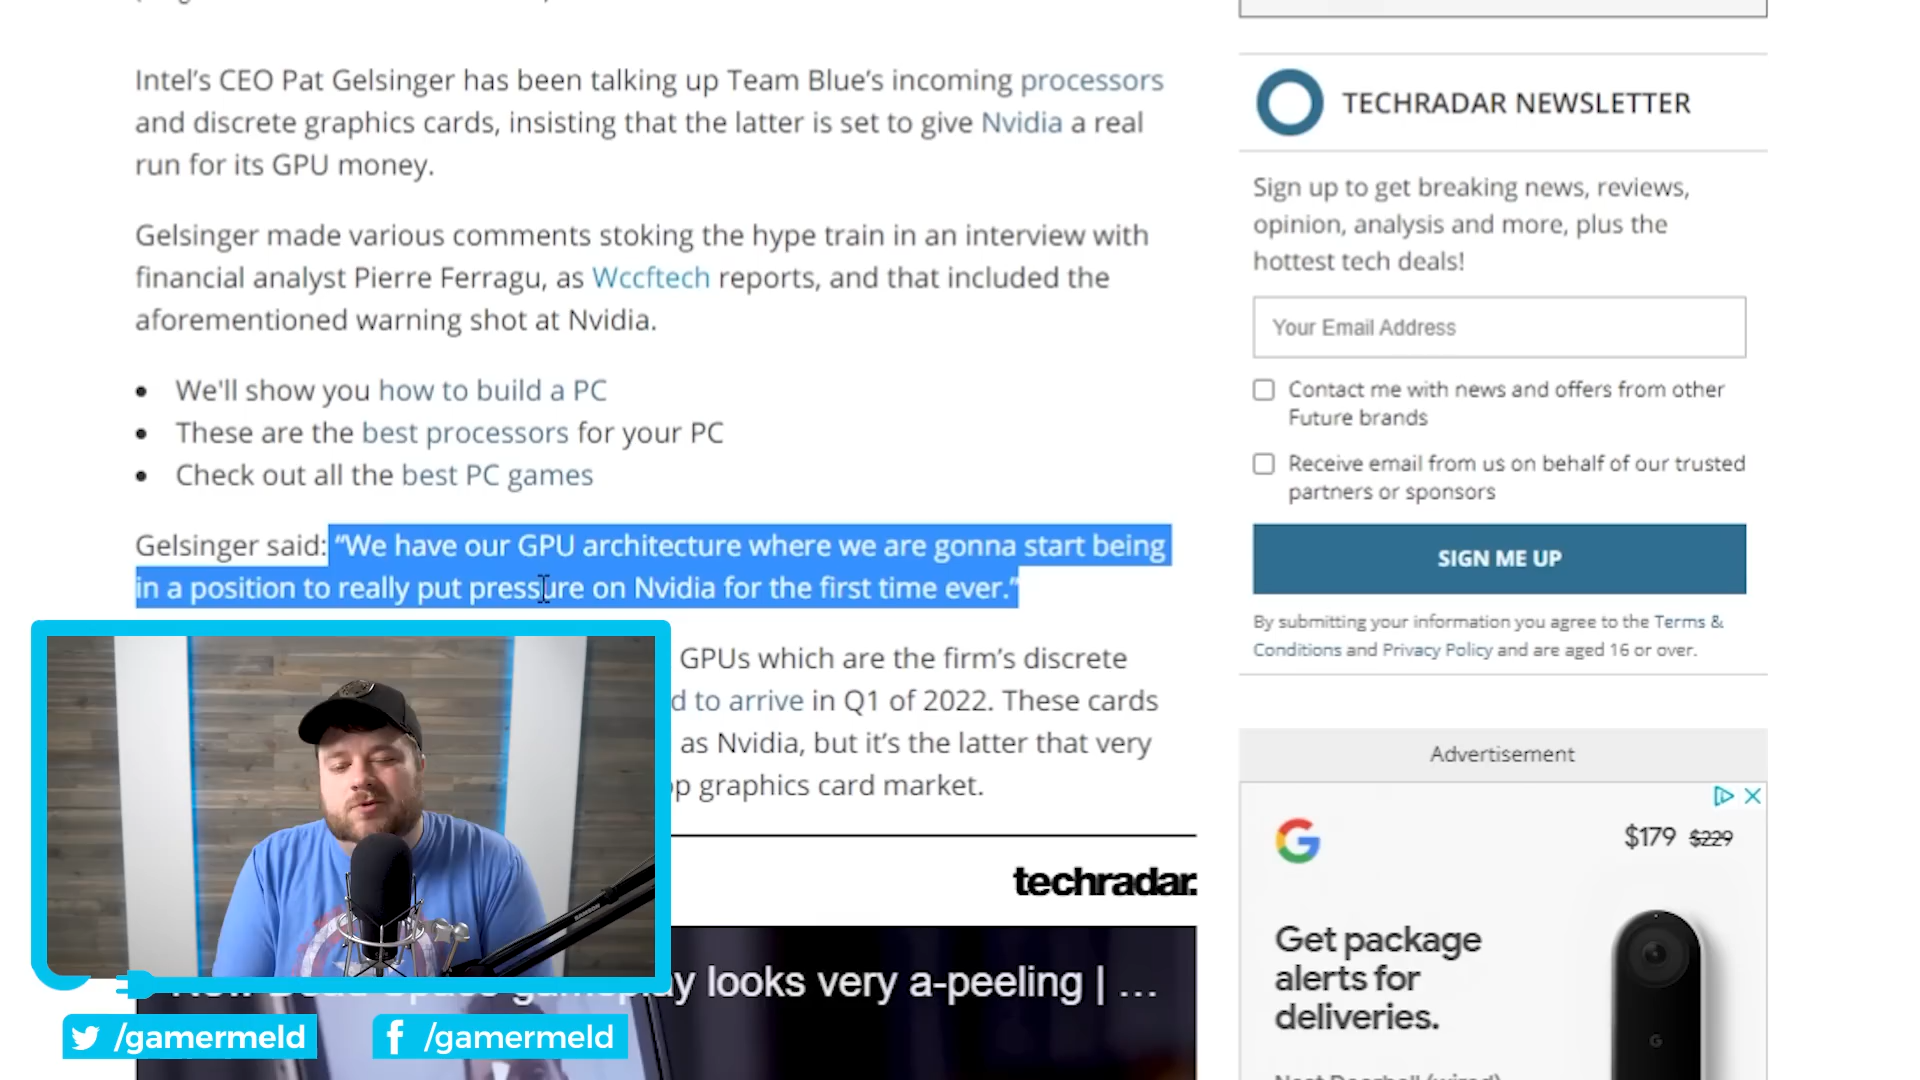 Intel's CEO Pat Gelsinger has been talking up Team Blue's incoming processors
and discrete graphics cards, insisting that the latter is set to give Nvidia a real
run for its GPU money.
Gelsinger made various comments stoking the hype train in an interview with
financial analyst Pierre Ferragu, as Wccftech reports, and that included the
aforementioned warning shot at Nvidia.
• We'll show you how to build a PC
• These are the best processors for your PC
• Check out all the best PC games
Gelsinger said: “We have our GPU architecture where we are gonna start being
in a position to really put pressure on Nvidia for the first time ever.”
GPUs which are the firm's discrete
d to arrive in Q1 of 2022. These cards
as Nvidia, but it's the latter that very
p graphics card market.
techradar.
gameplay looks very a-peeling | ...
/gamermeld
/gamermeld
SAMSON
TECHRADAR NEWSLETTER
Sign up to get breaking news, reviews,
opinion, analysis and more, plus the
hottest tech deals!
Your Email Address
Contact me with news and offers from other
Future brands
Receive email from us on behalf of our trusted
partners or sponsors
SIGN ME UP
By submitting your information you agree to the Terms &
Conditions and Privacy Policy and are aged 16 or over.
Advertisement
$179 $229
Get package
alerts for
deliveries.